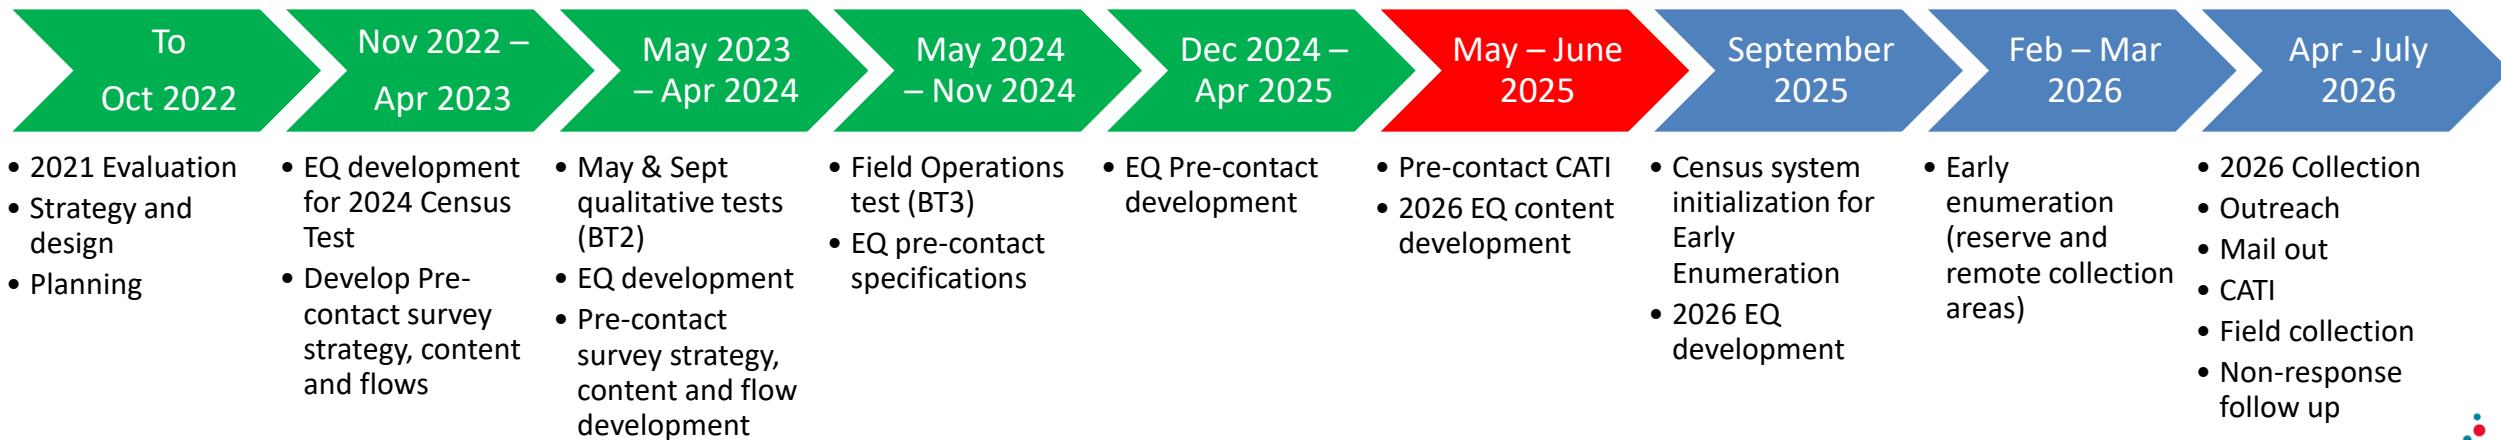 To
Oct 2022
Nov 2022 –
Apr 2023
May 2023
– Apr 2024
May 2024
– Nov 2024
Dec 2024 –
Apr 2025
May – June
2025
September
2025
Feb – Mar
2026
Apr - July
2026
• 2021 Evaluation
• Strategy and
design
• Planning
• EQ development
for 2024 Census
Test
• Develop Pre-
contact survey
strategy, content
and flows
• May & Sept
qualitative tests
(BT2)
• EQ development
• Pre-contact
survey strategy,
content and flow
development
• Field Operations
test (BT3)
• EQ pre-contact
specifications
• EQ Pre-contact
development
• Pre-contact CATI
• 2026 EQ content
development
• Census system
initialization for
Early
Enumeration
• 2026 EQ
development
• Early
enumeration
(reserve and
remote collection
areas)
• 2026 Collection
• Outreach
• Mail out
• CATI
• Field collection
• Non-response
follow up